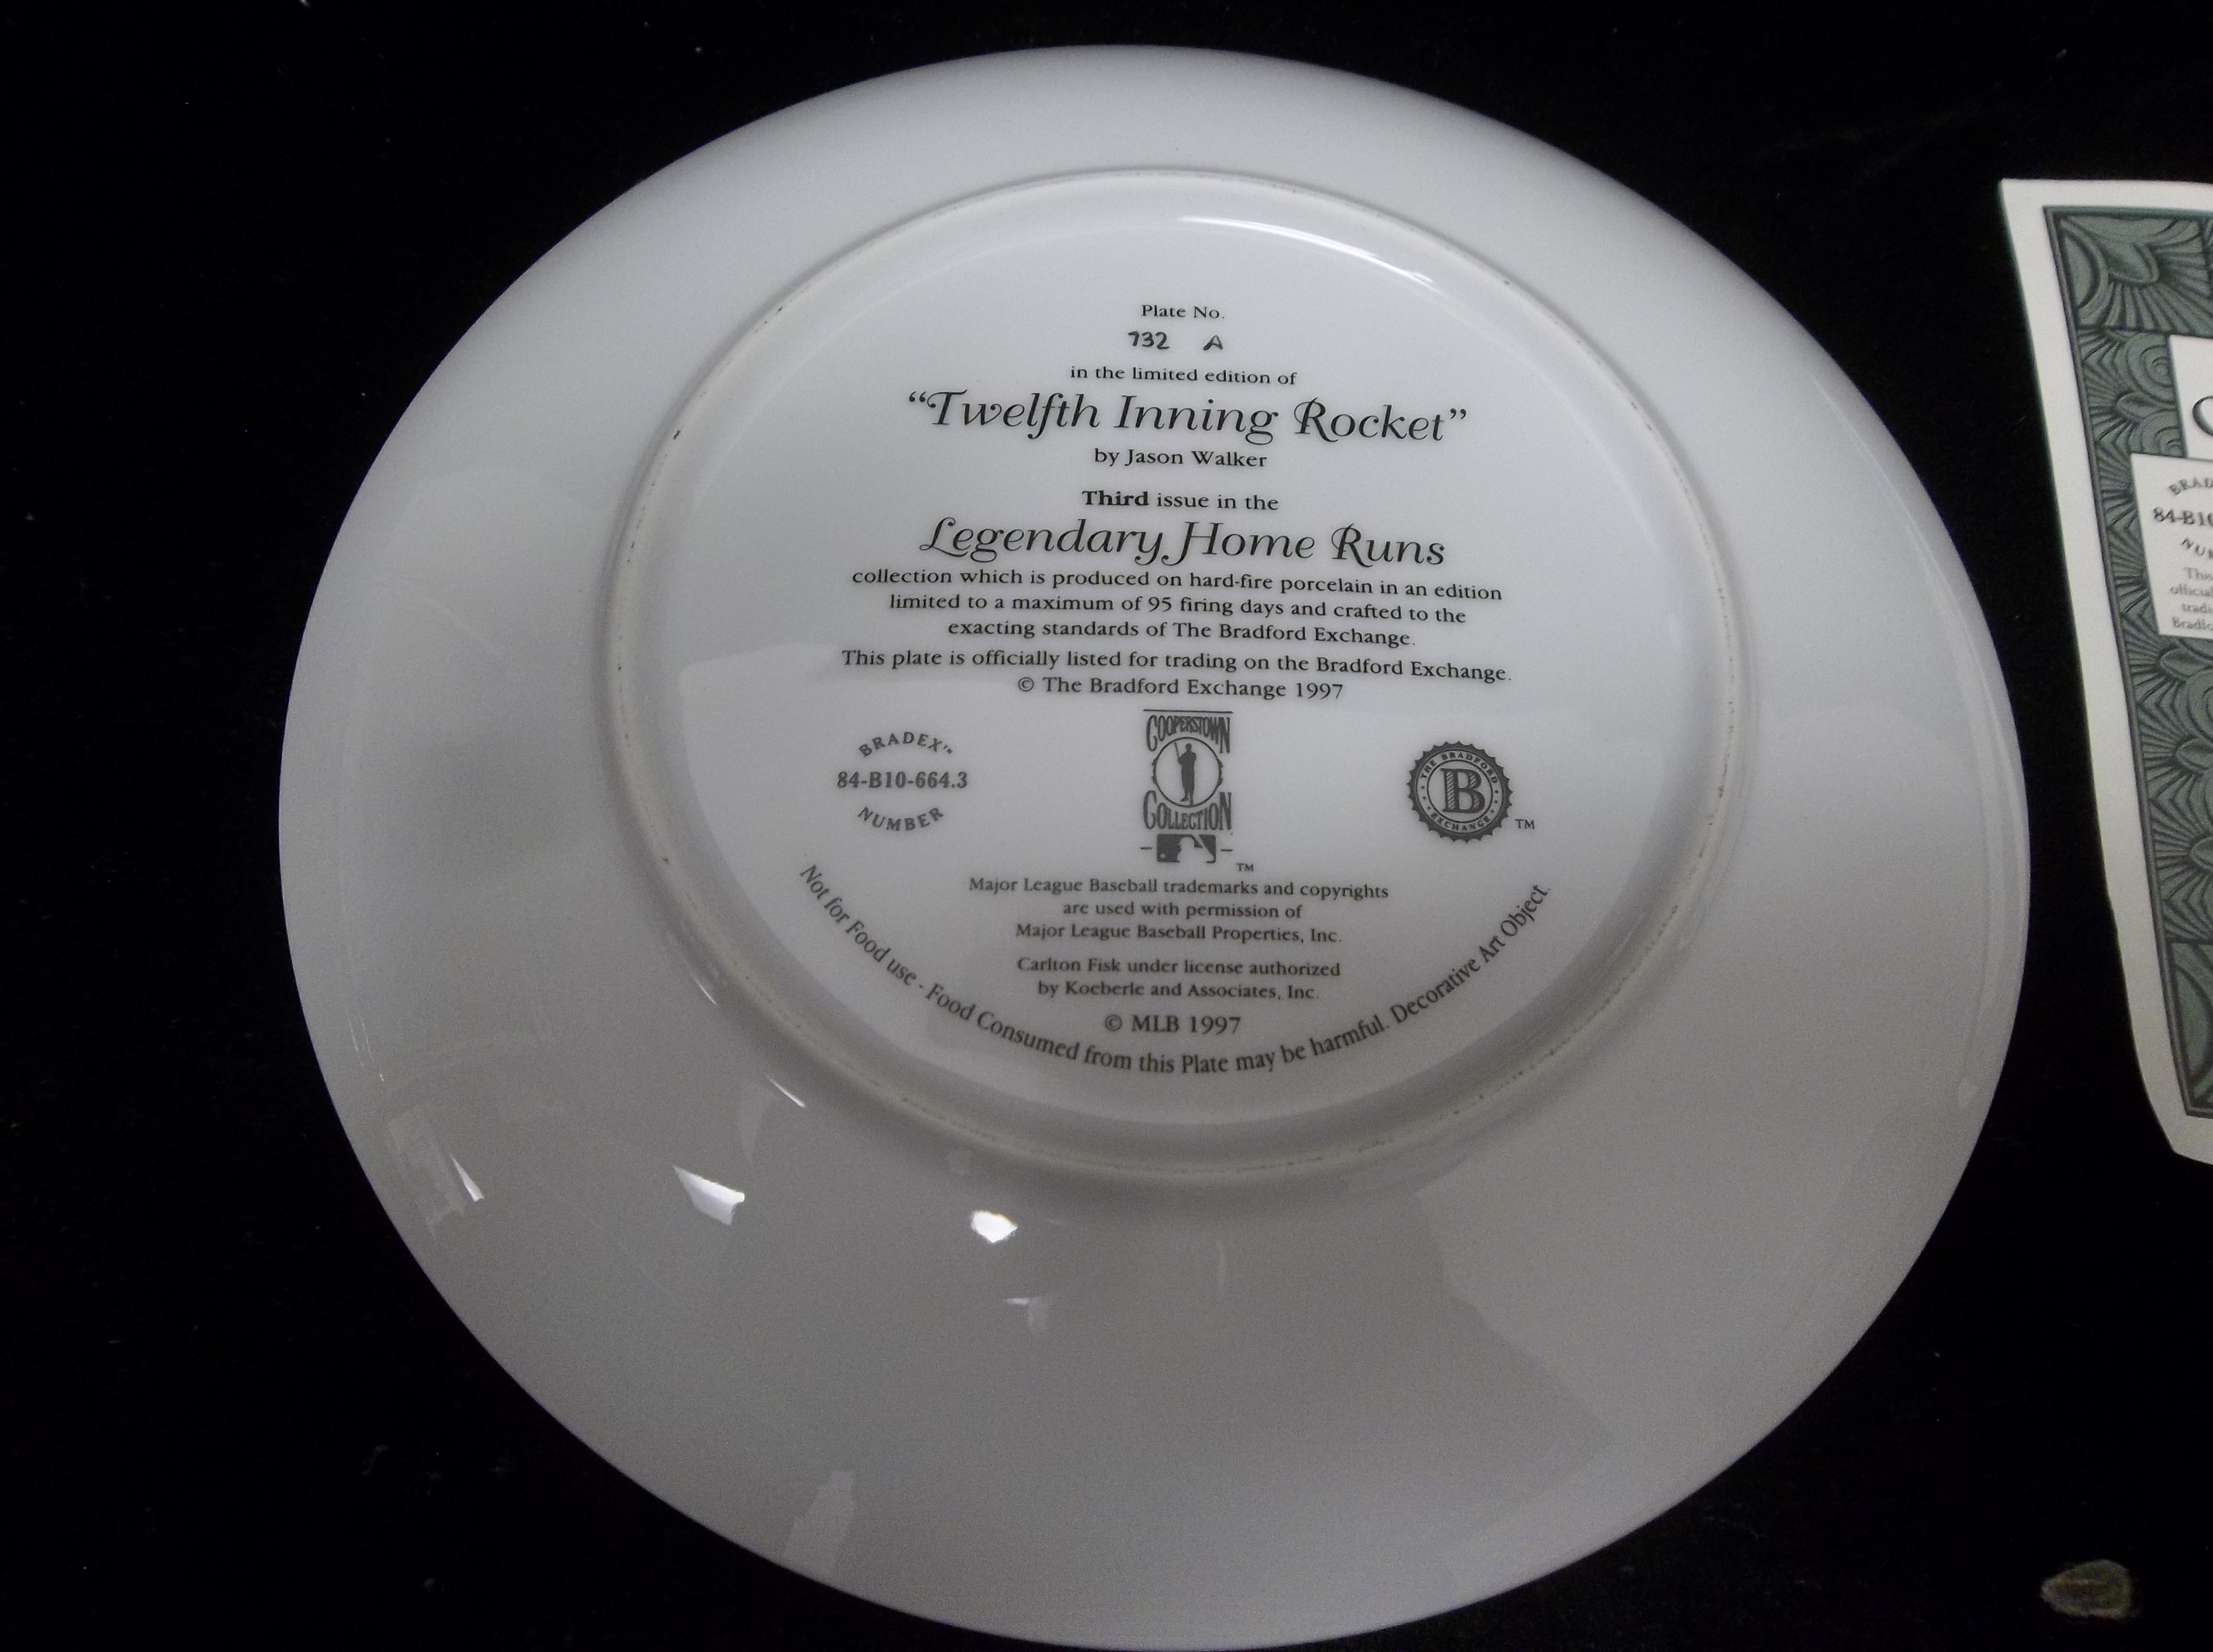 Plate No.
732 A
in the limited edition of
“Twelfth Inning Rocket”
by Jason Walker
Third issue in the
Legendary Home Runs
collection which is produced on hard-fire porcelain in an edition
limited to a maximum of 95 firing days and crafted to the
exacting standards of The Bradford Exchange.
This plate is officially listed for trading on the Bradford Exchange.
© The Bradford Exchange 1997
BRADEX™
84-B10-664.3
NUMBER
COOPERSTOWN
COLLECTION
TM
THE BRADFORD
B
EXCHANGE
TM
Major League Baseball trademarks and copyrights
are used with permission of
Major League Baseball Properties, Inc.
Carlton Fisk under license authorized
by Koeberle and Associates, Inc.
© MLB 1997
Not for Food use - Food Consumed from this Plate may be harmful. Decorative Art Object.
84-B10
This